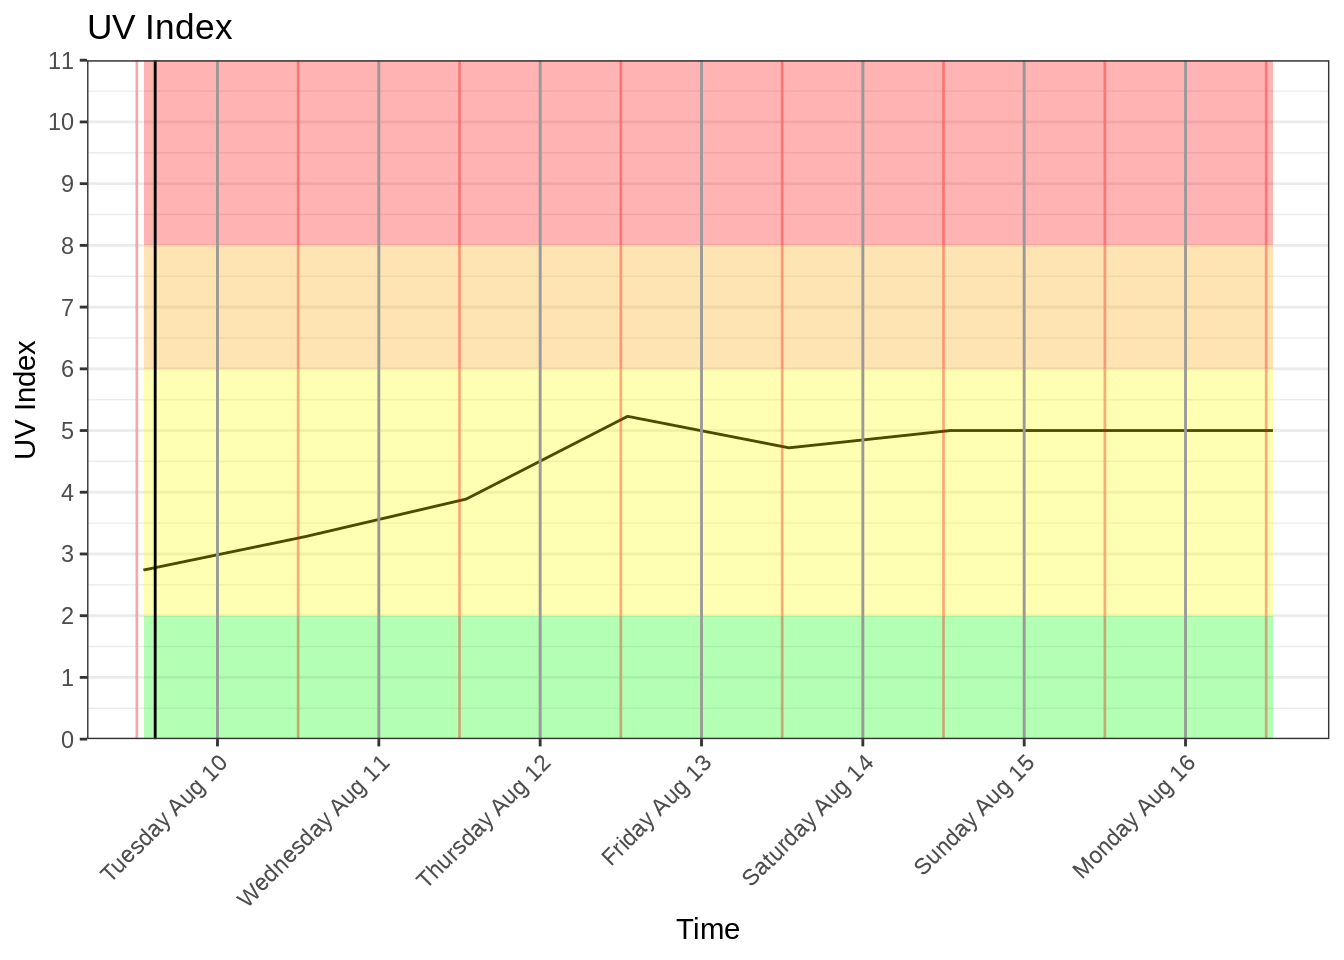 UV Index
11
10
9
8
7
6
5
4
3
2
1
0
UV Index
Tuesday Aug 10
Wednesday Aug 11
Thursday Aug 12
Friday Aug 13
Saturday Aug 14
Sunday Aug 15
Monday Aug 16
Time